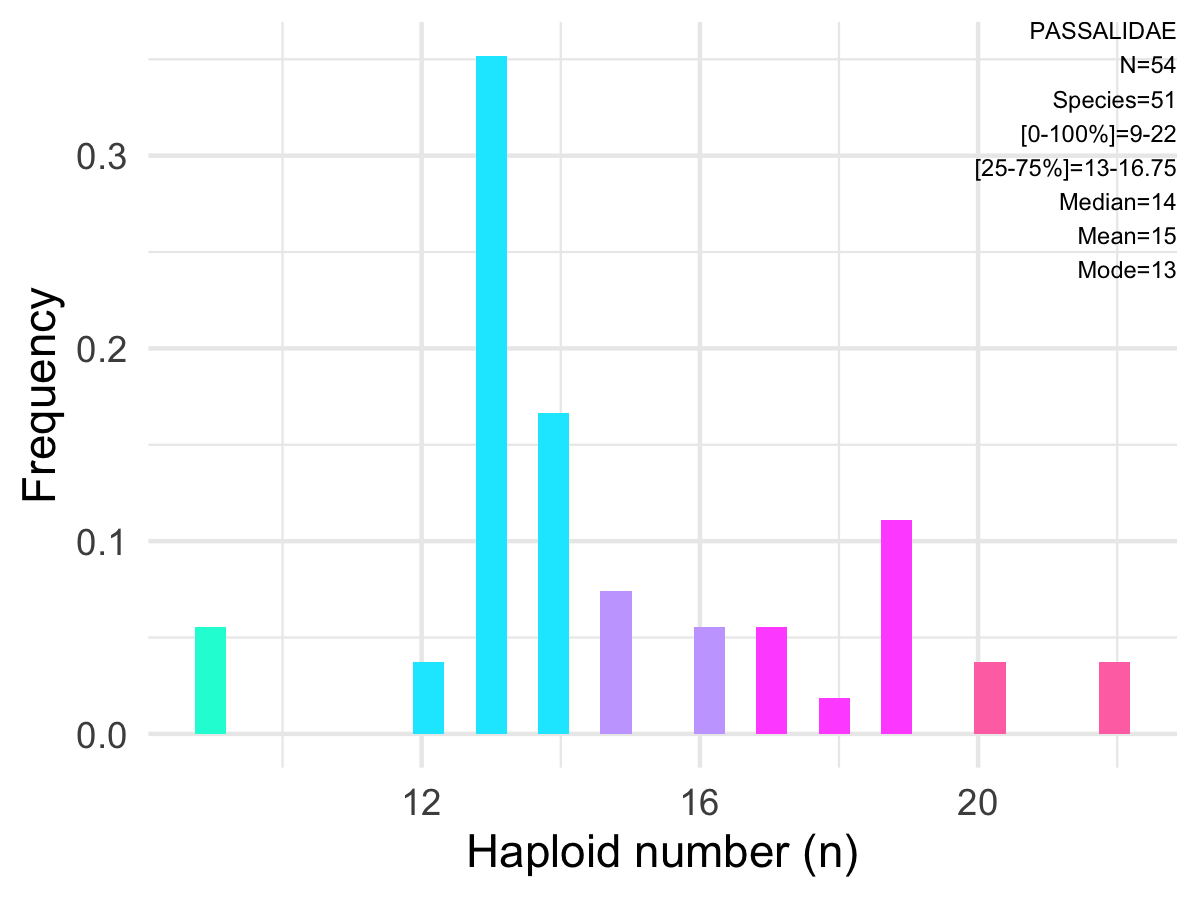 PASSALIDAE
N=54
Species=51
[0-100%]=9-22
[25-75%]=13-16.75
Median=14
Mean=15
Mode=13
0.3
0.2
0.1
0.0
Frequency
12 16 20
Haploid number (n)